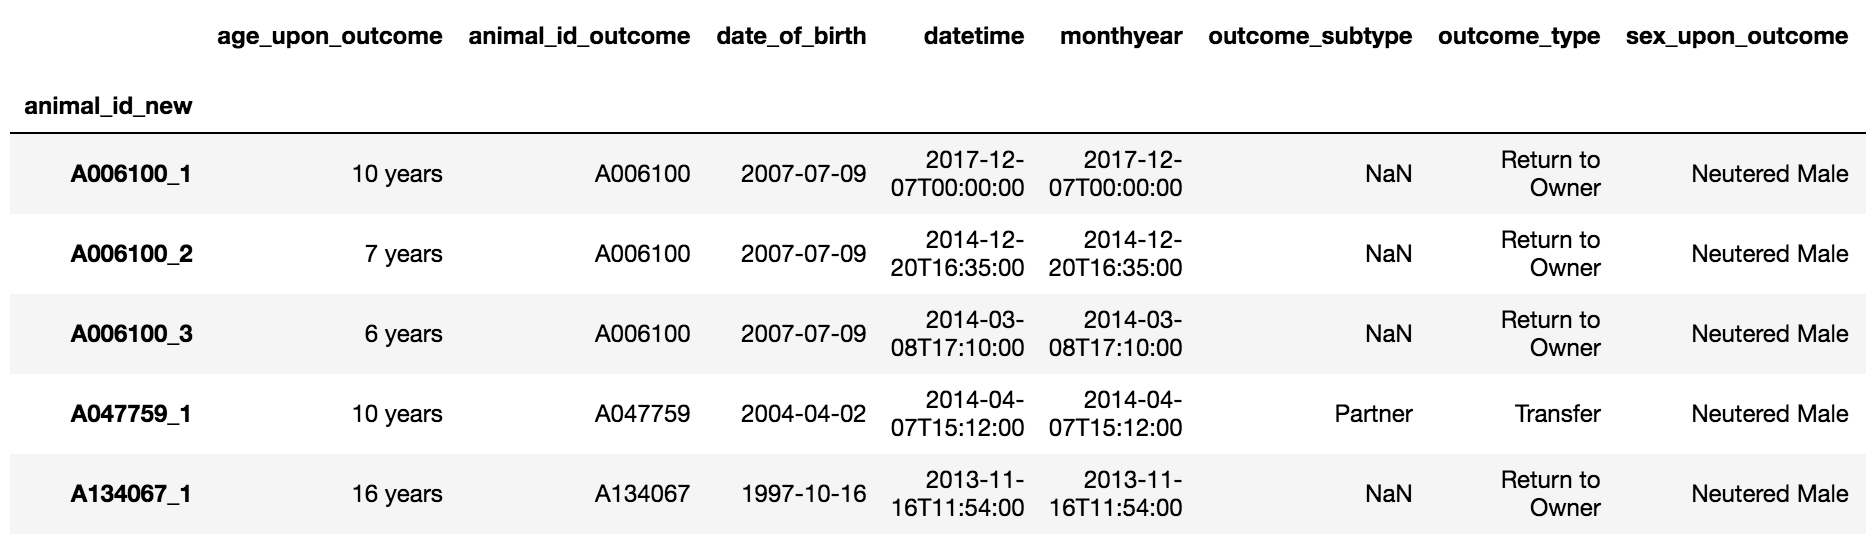 age_upon_outcome animal_id_outcome date_of_birth datetime monthyear outcome_subtype outcome_type sex_upon_outcome
animal_id_new
A006100_1 10 years A006100 2007-07-09 2017-12-07T00:00:00 2017-12-07T00:00:00 NaN Return to Owner Neutered Male
A006100_2 7 years A006100 2007-07-09 2014-12-20T16:35:00 2014-12-20T16:35:00 NaN Return to Owner Neutered Male
A006100_3 6 years A006100 2007-07-09 2014-03-08T17:10:00 2014-03-08T17:10:00 NaN Return to Owner Neutered Male
A047759_1 10 years A047759 2004-04-02 2014-04-07T15:12:00 2014-04-07T15:12:00 Partner Transfer Neutered Male
A134067_1 16 years A134067 1997-10-16 2013-11-16T11:54:00 2013-11-16T11:54:00 NaN Return to Owner Neutered Male